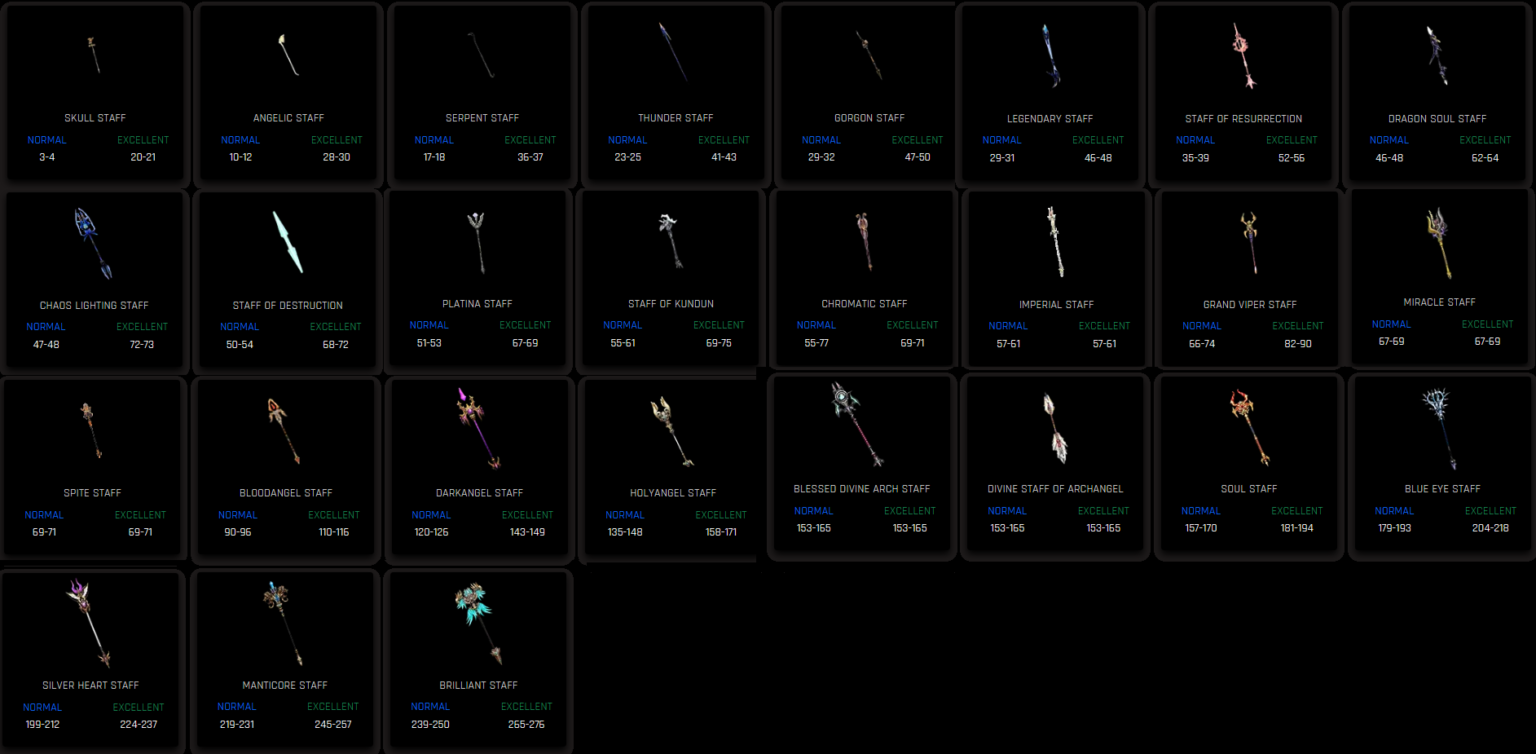 SKULL STAFF
NORMAL EXCELLENT
3-4 20-21
ANGELIC STAFF
NORMAL EXCELLENT
10-12 28-30
SERPENT STAFF
NORMAL EXCELLENT
17-18 36-37
THUNDER STAFF
NORMAL EXCELLENT
23-25 41-43
GORGON STAFF
NORMAL EXCELLENT
29-32 47-50
LEGENDARY STAFF
NORMAL EXCELLENT
29-31 46-48
STAFF OF RESURRECTION
NORMAL EXCELLENT
35-39 52-56
DRAGON SOUL STAFF
NORMAL EXCELLENT
46-48 62-64
CHAOS LIGHTING STAFF
NORMAL EXCELLENT
47-48 72-73
STAFF OF DESTRUCTION
NORMAL EXCELLENT
50-54 68-72
PLATINA STAFF
NORMAL EXCELLENT
51-53 67-69
STAFF OF KUNDUN
NORMAL EXCELLENT
55-61 69-75
CHROMATIC STAFF
NORMAL EXCELLENT
55-77 69-71
IMPERIAL STAFF
NORMAL EXCELLENT
57-61 57-61
GRAND VIPER STAFF
NORMAL EXCELLENT
66-74 82-90
MIRACLE STAFF
NORMAL EXCELLENT
67-69 67-69
SPITE STAFF
NORMAL EXCELLENT
69-71 69-71
BLOODANGEL STAFF
NORMAL EXCELLENT
90-96 110-116
DARKANGEL STAFF
NORMAL EXCELLENT
120-126 143-149
HOLYANGEL STAFF
NORMAL EXCELLENT
135-148 158-171
BLESSED DIVINE ARCH STAFF
NORMAL EXCELLENT
153-165 153-165
DIVINE STAFF OF ARCHANGEL
NORMAL EXCELLENT
153-165 153-165
SOUL STAFF
NORMAL EXCELLENT
157-170 181-194
BLUE EYE STAFF
NORMAL EXCELLENT
179-193 204-218
SILVER HEART STAFF
NORMAL EXCELLENT
199-212 224-237
MANTICORE STAFF
NORMAL EXCELLENT
219-231 245-257
BRILLIANT STAFF
NORMAL EXCELLENT
239-250 265-276